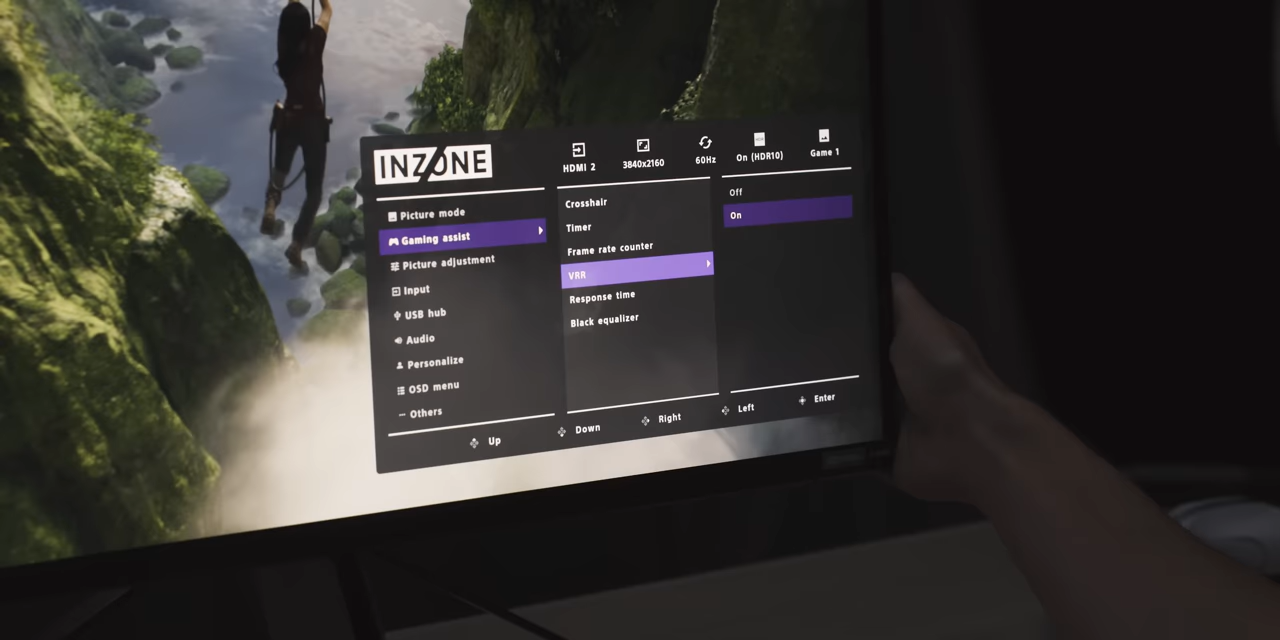 INZONE
HDMI 2
3840x2160
60Hz
On (HDR10)
Game 1
Picture mode
Gaming assist
Picture adjustment
Input
USB hub
Audio
Personalize
OSD menu
Others
Crosshair
Timer
Frame rate counter
VRR
Response time
Black equalizer
Off
On
Up
Down
Right
Left
Enter